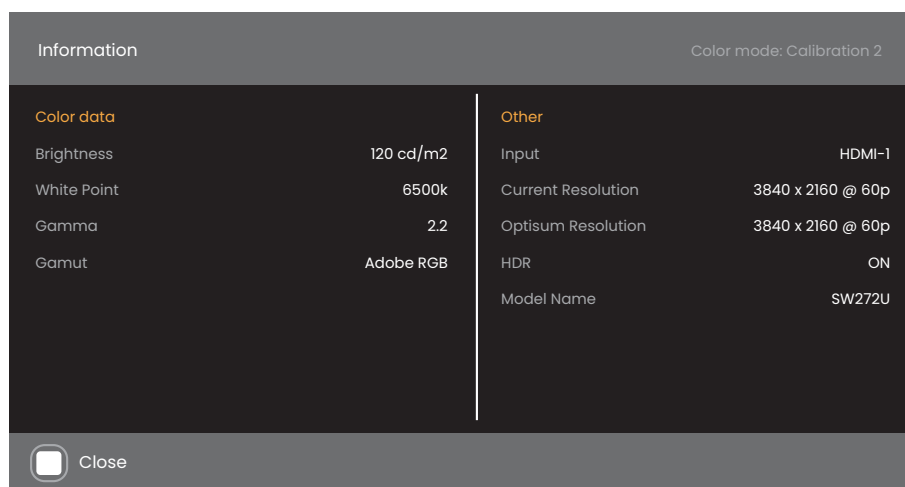 Information
Color mode: Calibration 2
Color data
Brightness 120 cd/m2
White Point 6500k
Gamma 2.2
Gamut Adobe RGB
Other
Input HDMI-1
Current Resolution 3840 x 2160 @ 60p
Optisum Resolution 3840 x 2160 @ 60p
HDR ON
Model Name SW272U
Close